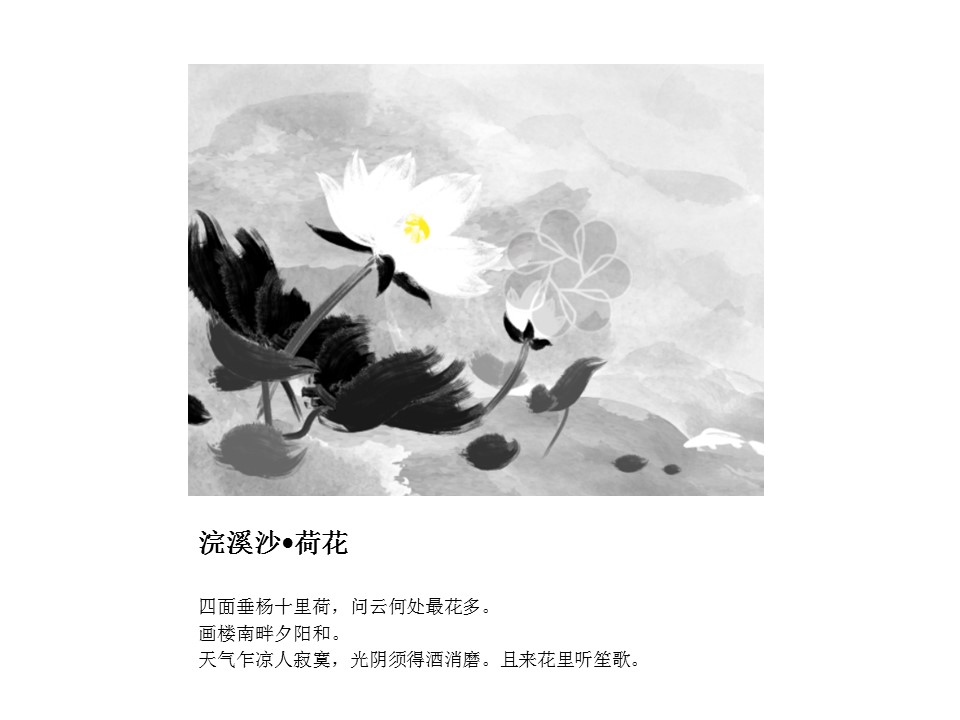 浣溪沙•荷花
四面垂杨十里荷，问云何处最花多。
画楼南畔夕阳和。
天气乍凉人寂寞，光阴须得酒消磨。且来花里听笙歌。